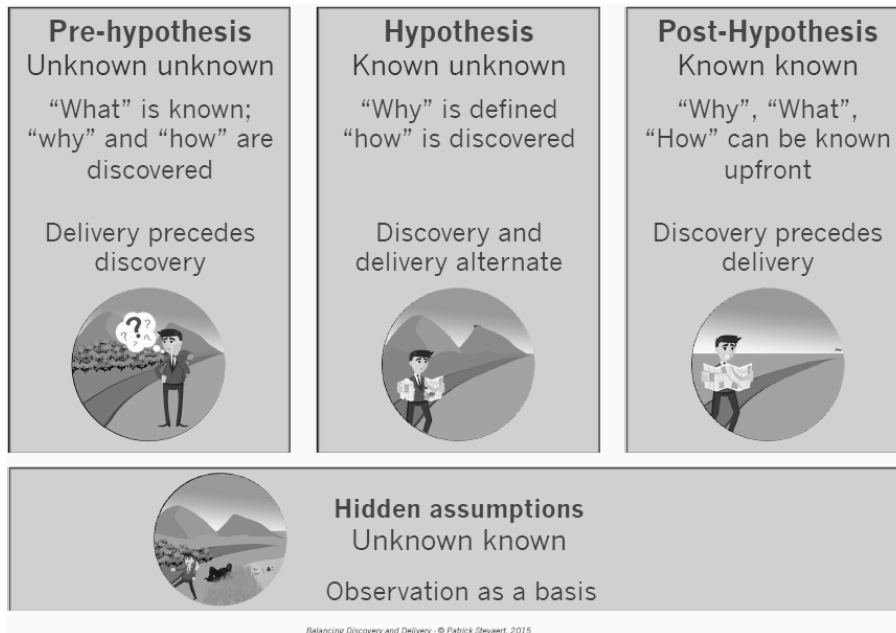 Pre-hypothesis
Unknown unknown
“What” is known;
“why” and “how” are
discovered
Delivery precedes
discovery
?
?
?
?
?
Hypothesis
Known unknown
“Why” is defined
“how” is discovered
Discovery and
delivery alternate
Post-Hypothesis
Known known
“Why”, “What”,
“How” can be known
upfront
Discovery precedes
delivery
Hidden assumptions
Unknown known
Observation as a basis
Balancing Discovery and Delivery - © Patrick Steyaert, 2015